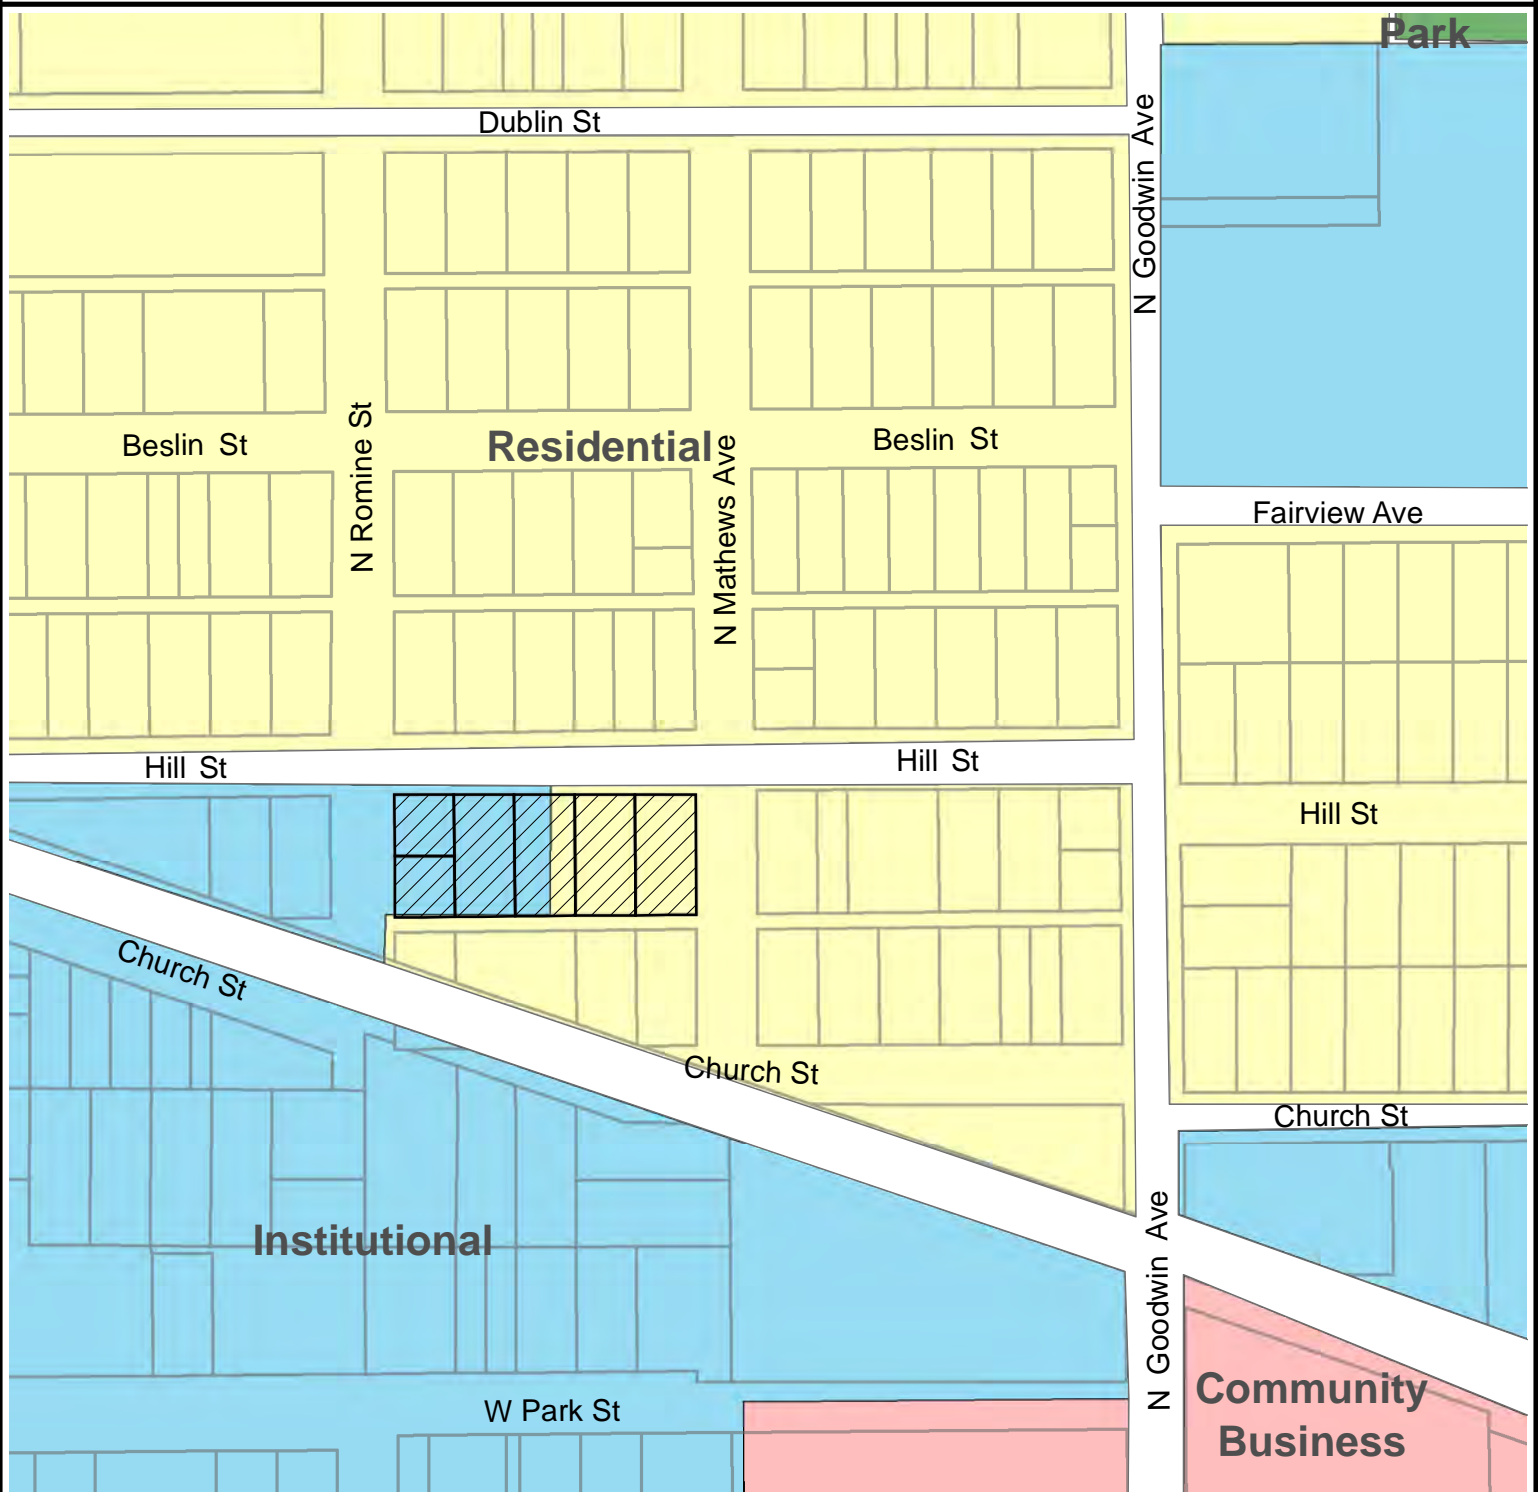 Park
Dublin St
N Goodwin Ave
N Romine St
Beslin St
Residential
N Mathews Ave
Beslin St
Fairview Ave
Hill St
Hill St
Hill St
Church St
Church St
Church St
Institutional
N Goodwin Ave
W Park St
Community
Business